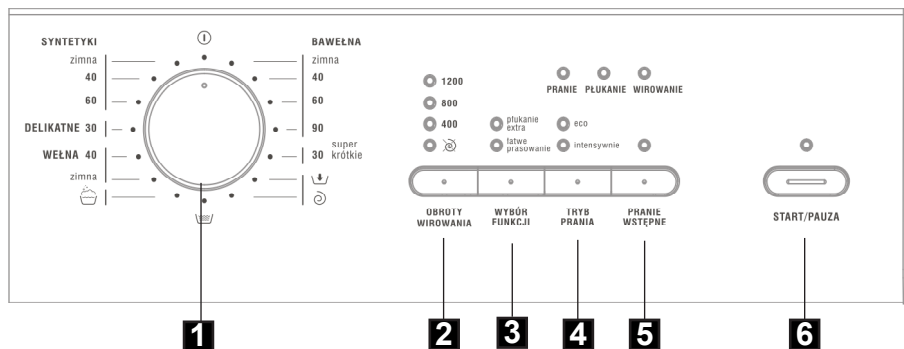 SYNTETYKI
zimna
40
60
DELIKATNE 30
WEŁNA 40
zimna
BAWEŁNA
zimna
40
60
90
30 super krótkie
1200
800
400
płukanie
extra
łatwe
prasowanie
PRANIE PŁUKANIE WIROWANIE
eco
intensywnie
OBROTY
WIROWANIA
WYBÓR
FUNKCJI
TRYB
PRANIA
PRANIE
WSTĘPNE
START/PAUZA
1
2
3
4
5
6